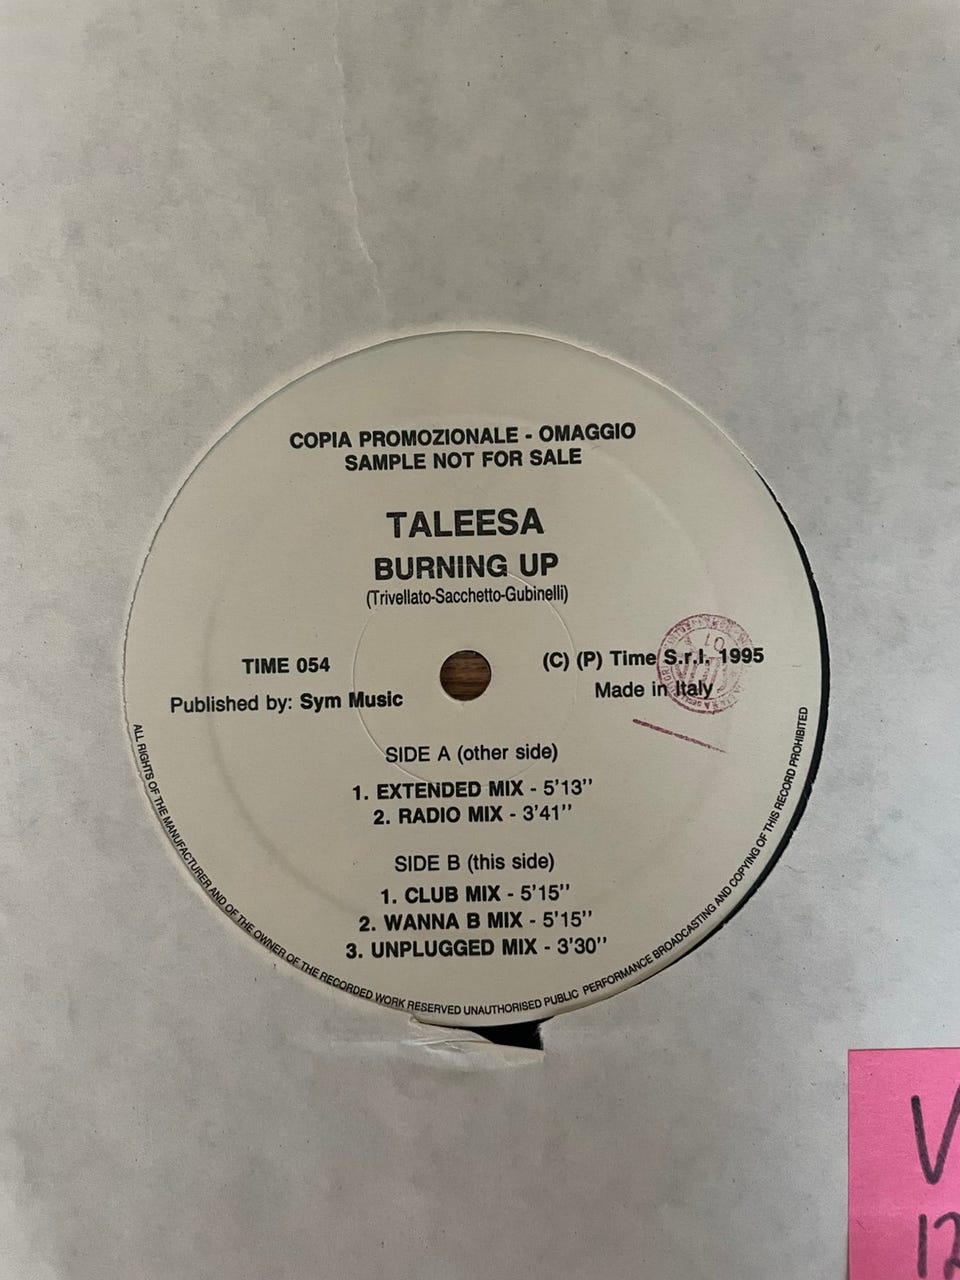 COPIA PROMOZIONALE - OMAGGIO
SAMPLE NOT FOR SALE
TALEESA
BURNING UP
(Trivellato-Sacchetto-Gubinelli)
TIME 054
Published by: Sym Music
(C) (P) Time S.r.l. 1995
Made in Italy
SIDE A (other side)
1. EXTENDED MIX - 5'13''
2. RADIO MIX - 3'41''
SIDE B (this side)
1. CLUB MIX - 5'15''
2. WANNA B MIX - 5'15''
3. UNPLUGGED MIX - 3'30''
ALL RIGHTS OF THE MANUFACTURER AND OF THE OWNER OF THE RECORDED WORK RESERVED UNAUTHORISED PUBLIC PERFORMANCE BROADCASTING AND COPYING OF THIS RECORD PROHIBITED
V
12